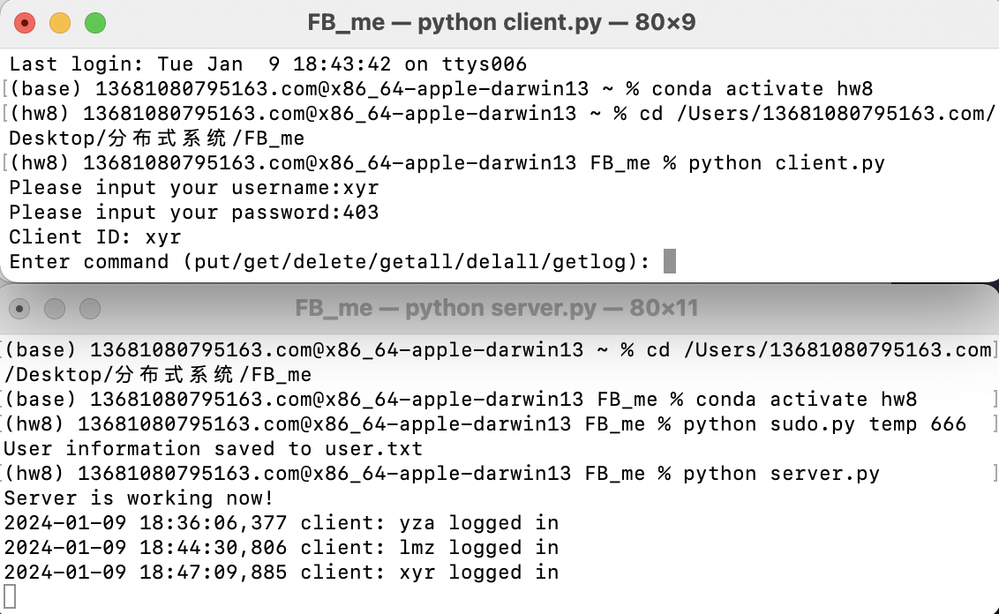 FB_me — python client.py — 80×9
Last login: Tue Jan  9 18:43:42 on ttys006
[(base) 13681080795163.com@x86_64-apple-darwin13 ~ % conda activate hw8
[(hw8) 13681080795163.com@x86_64-apple-darwin13 ~ % cd /Users/13681080795163.com/
Desktop/分布式系统/FB_me
[(hw8) 13681080795163.com@x86_64-apple-darwin13 FB_me % python client.py
Please input your username:xyr
Please input your password:403
Client ID: xyr
Enter command (put/get/delete/getall/delall/getlog):
FB_me — python server.py — 80×11
[(base) 13681080795163.com@x86_64-apple-darwin13 ~ % cd /Users/13681080795163.com]
/Desktop/分布式系统/FB_me
[(base) 13681080795163.com@x86_64-apple-darwin13 FB_me % conda activate hw8 ]
[(hw8) 13681080795163.com@x86_64-apple-darwin13 FB_me % python sudo.py temp 666 ]
User information saved to user.txt
[(hw8) 13681080795163.com@x86_64-apple-darwin13 FB_me % python server.py ]
Server is working now!
2024-01-09 18:36:06,377 client: yza logged in
2024-01-09 18:44:30,806 client: lmz logged in
2024-01-09 18:47:09,885 client: xyr logged in